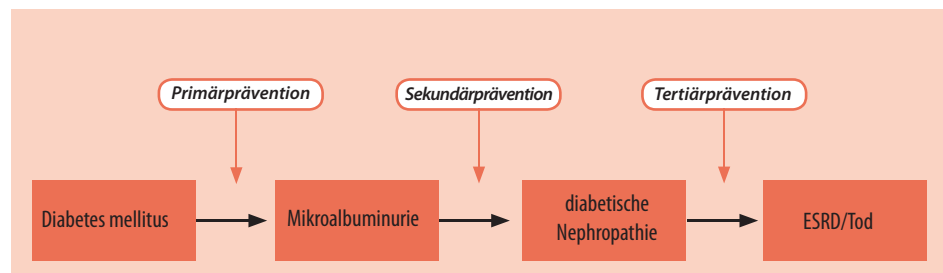 Primärprävention
Sekundärprävention
Tertiärprävention
Diabetes mellitus
Mikroalbuminurie
diabetische
Nephropathie
ESRD/Tod